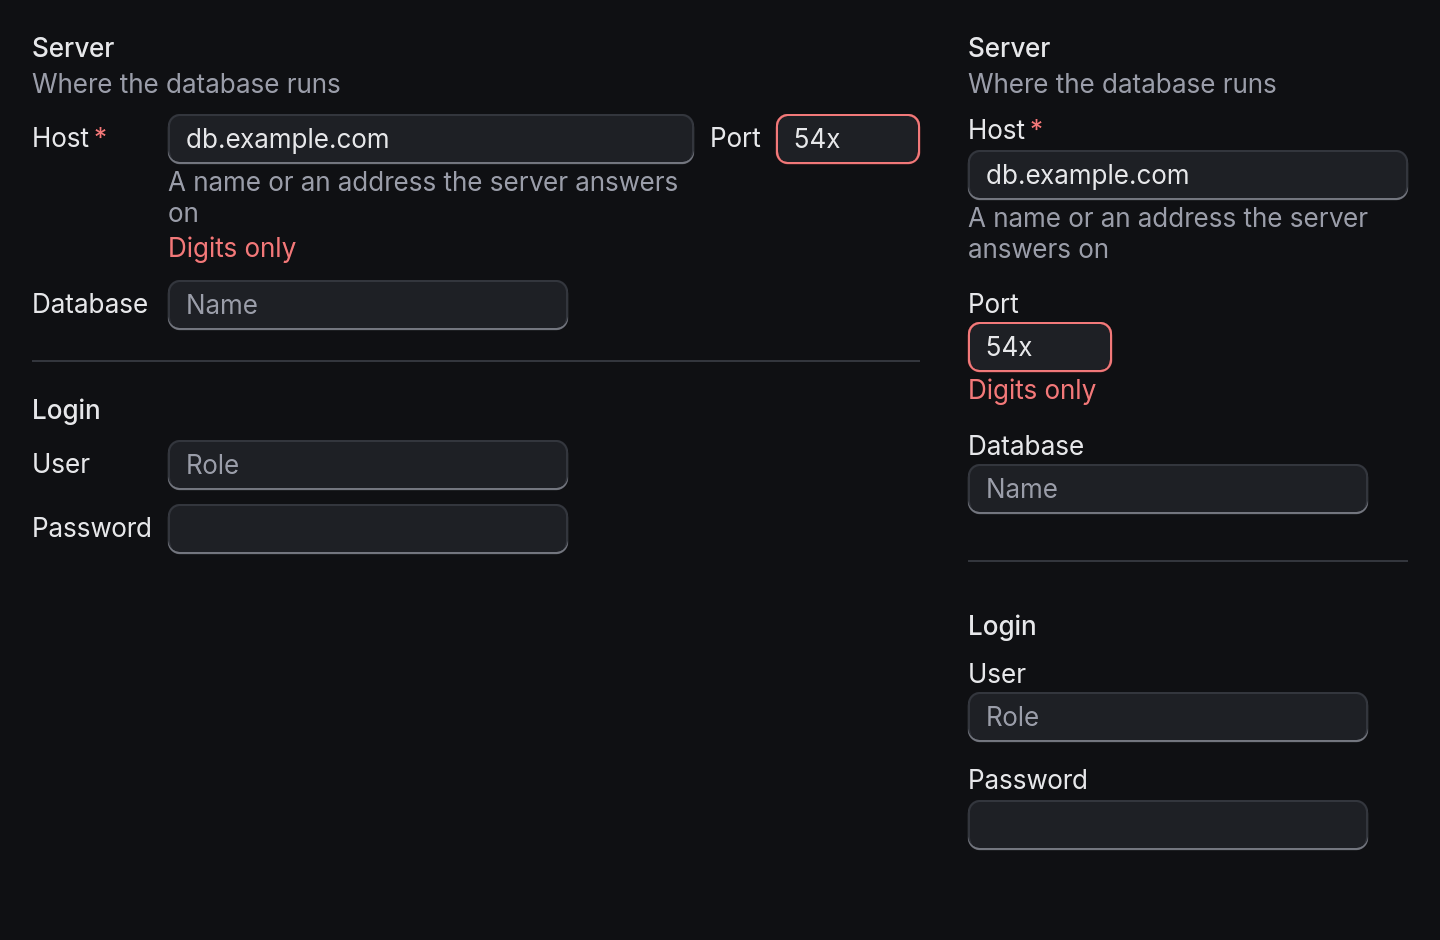 Server
Where the database runs
Host *
db.example.com
Port
54x
A name or an address the server answers
on
Digits only
Database
Name
Login
User
Role
Password
Server
Where the database runs
Host *
db.example.com
A name or an address the server
answers on
Port
54x
Digits only
Database
Name
Login
User
Role
Password